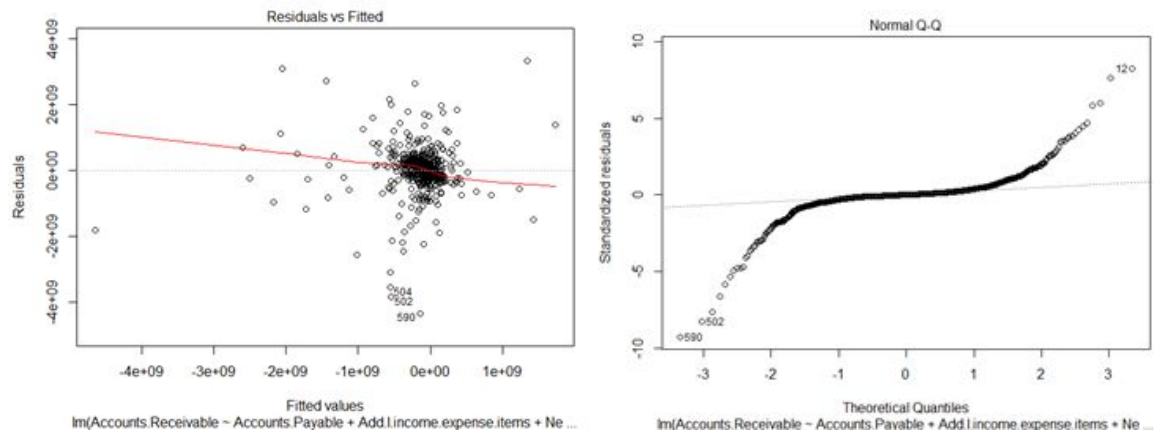 Residuals vs Fitted
4e+09
2e+09
0e+00
-2e+09
-4e+09
Residuals
504
502
590
-4e+09 -3e+09 -2e+09 -1e+09 0e+00 1e+09
Fitted values
lm(Accounts.Receivable ~ Accounts.Payable + Add.l.income.expense.items + Ne ...
Normal Q-Q
10
5
0
-5
-10
Standardized residuals
12
502
590
-3 -2 -1 0 1 2 3
Theoretical Quantiles
lm(Accounts.Receivable ~ Accounts.Payable + Add.l.income.expense.items + Ne ...